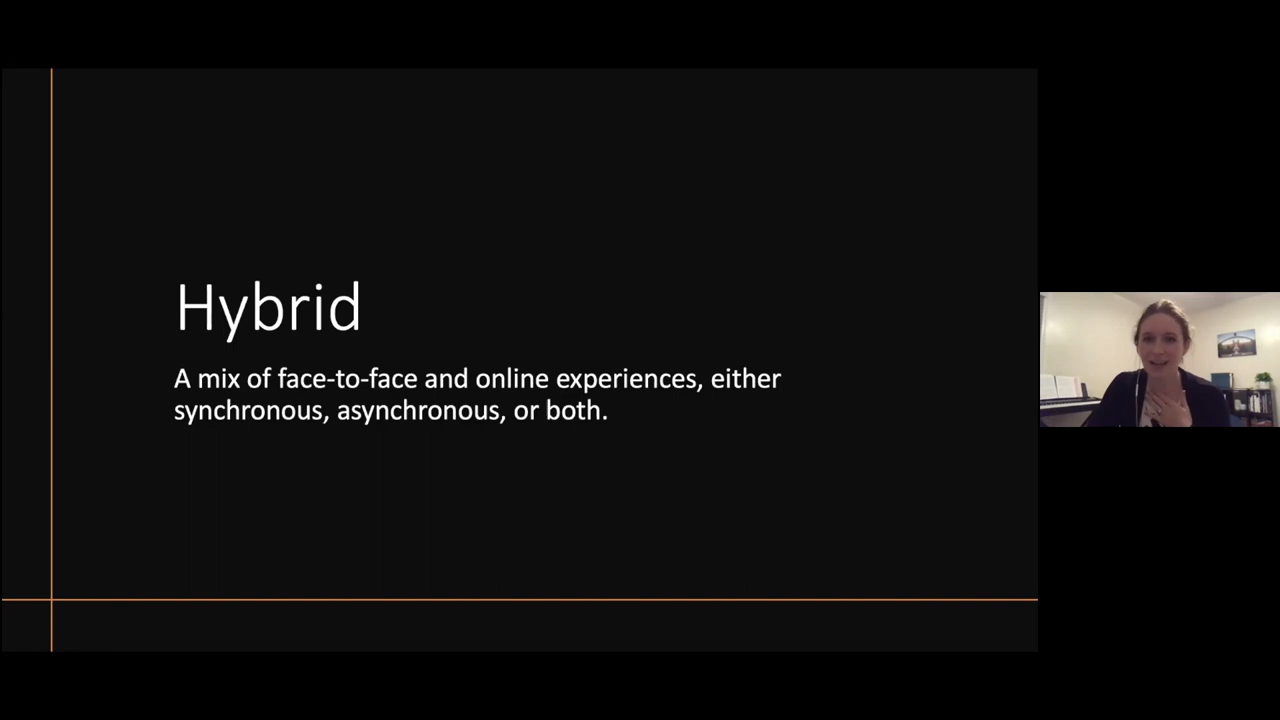 Hybrid
A mix of face-to-face and online experiences, either
synchronous, asynchronous, or both.